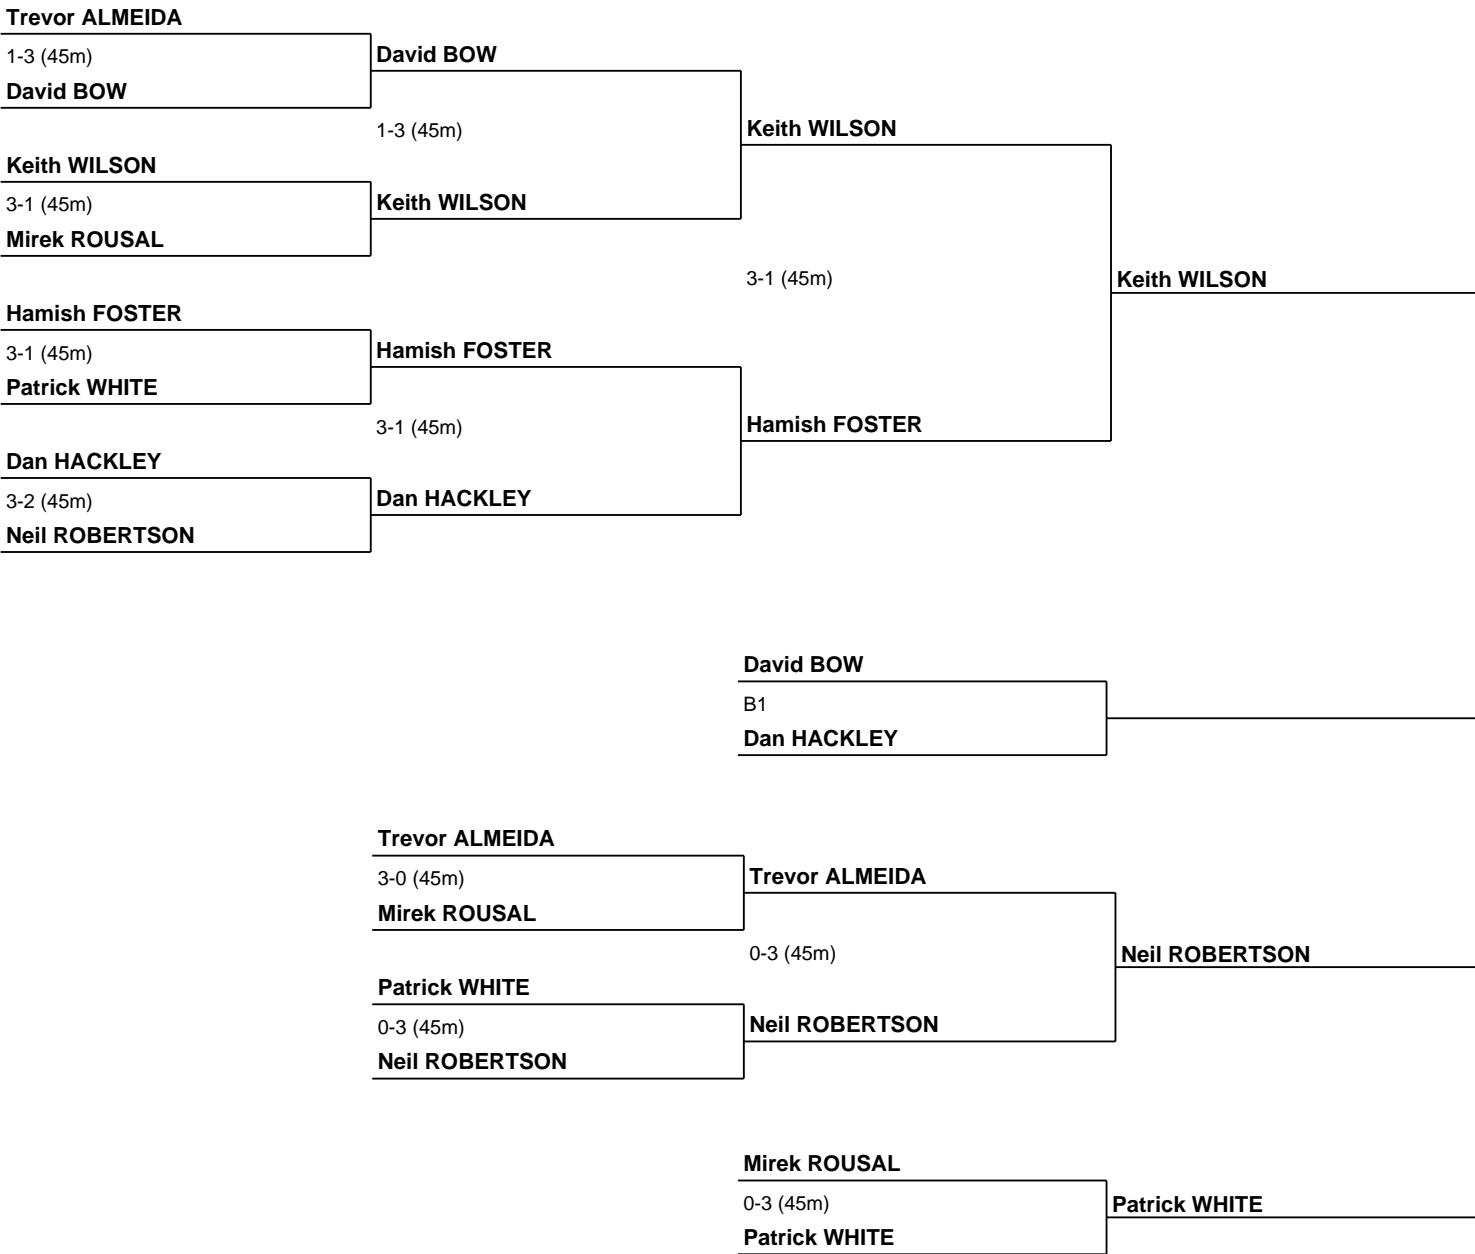 Trevor ALMEIDA
1-3 (45m)
David BOW
David BOW
1-3 (45m)
Keith WILSON
Keith WILSON
3-1 (45m)
Keith WILSON
Mirek ROUSAL
3-1 (45m)
Keith WILSON
Hamish FOSTER
3-1 (45m)
Hamish FOSTER
Patrick WHITE
3-1 (45m)
Hamish FOSTER
Dan HACKLEY
3-2 (45m)
Dan HACKLEY
Neil ROBERTSON
David BOW
B1
Dan HACKLEY
Trevor ALMEIDA
3-0 (45m)
Trevor ALMEIDA
Mirek ROUSAL
0-3 (45m)
Neil ROBERTSON
Patrick WHITE
0-3 (45m)
Neil ROBERTSON
Neil ROBERTSON
Mirek ROUSAL
0-3 (45m)
Patrick WHITE
Patrick WHITE